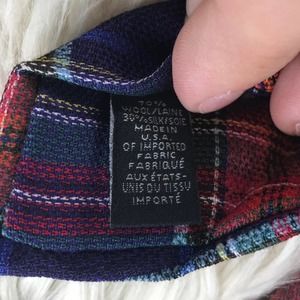 70%
WOOL/LAINE
30% SILK/SOIE
MADE IN
U.S.A.
OF IMPORTED
FABRIC
FABRIQUÉ
AUX ÉTATS-
UNIS DU TISSU
IMPORTÉ